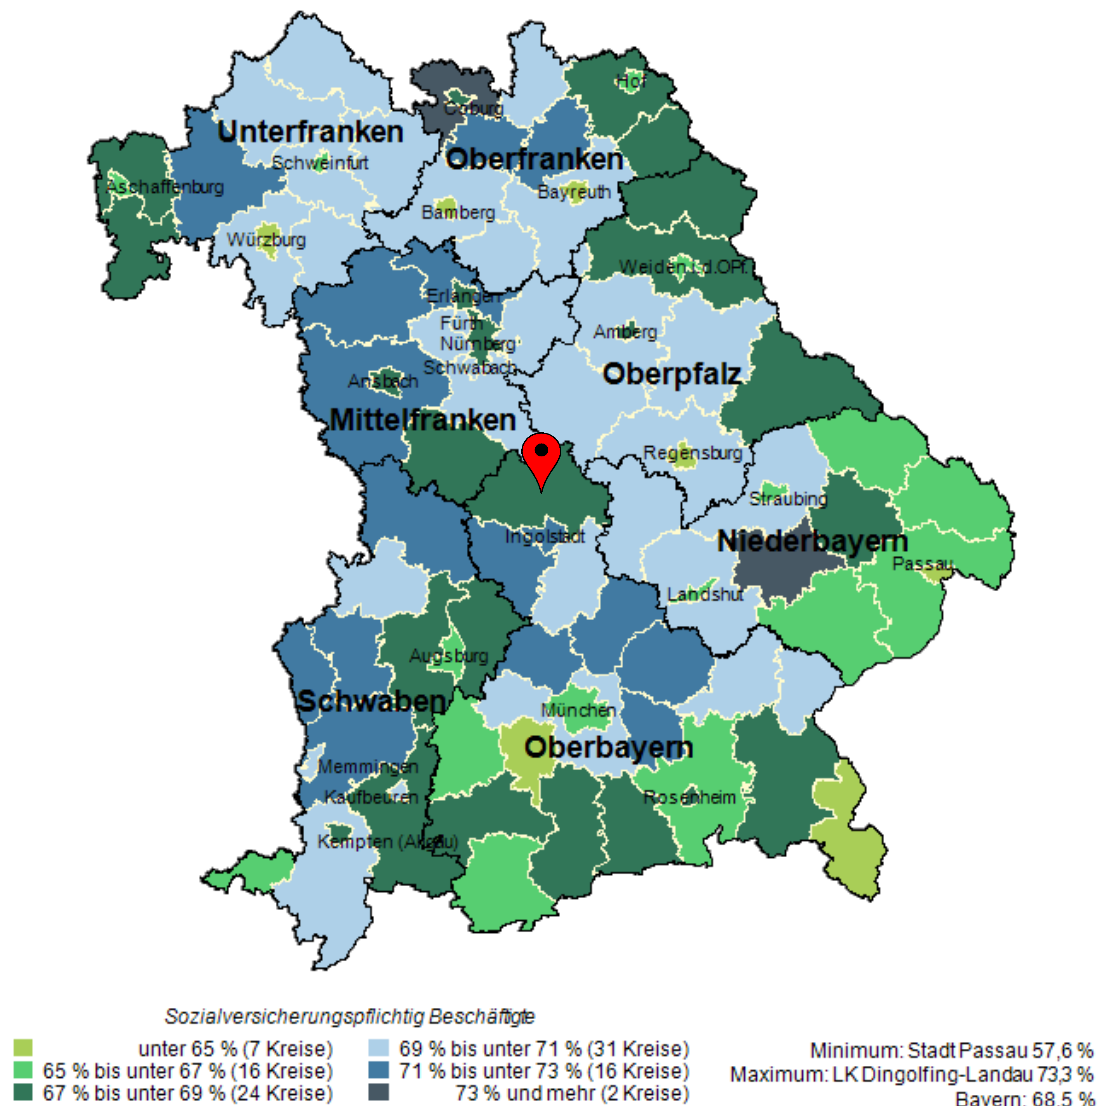 Hof
Coburg
Unterfranken
Oberfranken
Schweinfurt
Aschaffenburg
Bayreuth
Bamberg
Würzburg
Weiden i.d.OPf.
Erlangen
Fürth
Amberg
Nürnberg
Schwabach
Oberpfalz
Ansbach
Mittelfranken
Regensburg
Straubing
Ingolstadt
Niederbayern
Passau
Landshut
Augsburg
Schwaben
München
Oberbayern
Memmingen
Kaufbeuren
Rosenheim
Kempten (Allgäu)
Sozialversicherungspflichtig Beschäftigte
unter 65 % (7 Kreise)
65 % bis unter 67 % (16 Kreise)
67 % bis unter 69 % (24 Kreise)
69 % bis unter 71 % (31 Kreise)
71 % bis unter 73 % (16 Kreise)
73 % und mehr (2 Kreise)
Minimum: Stadt Passau 57,6 %
Maximum: LK Dingolfing-Landau 73,3 %
Bayern: 68,5 %